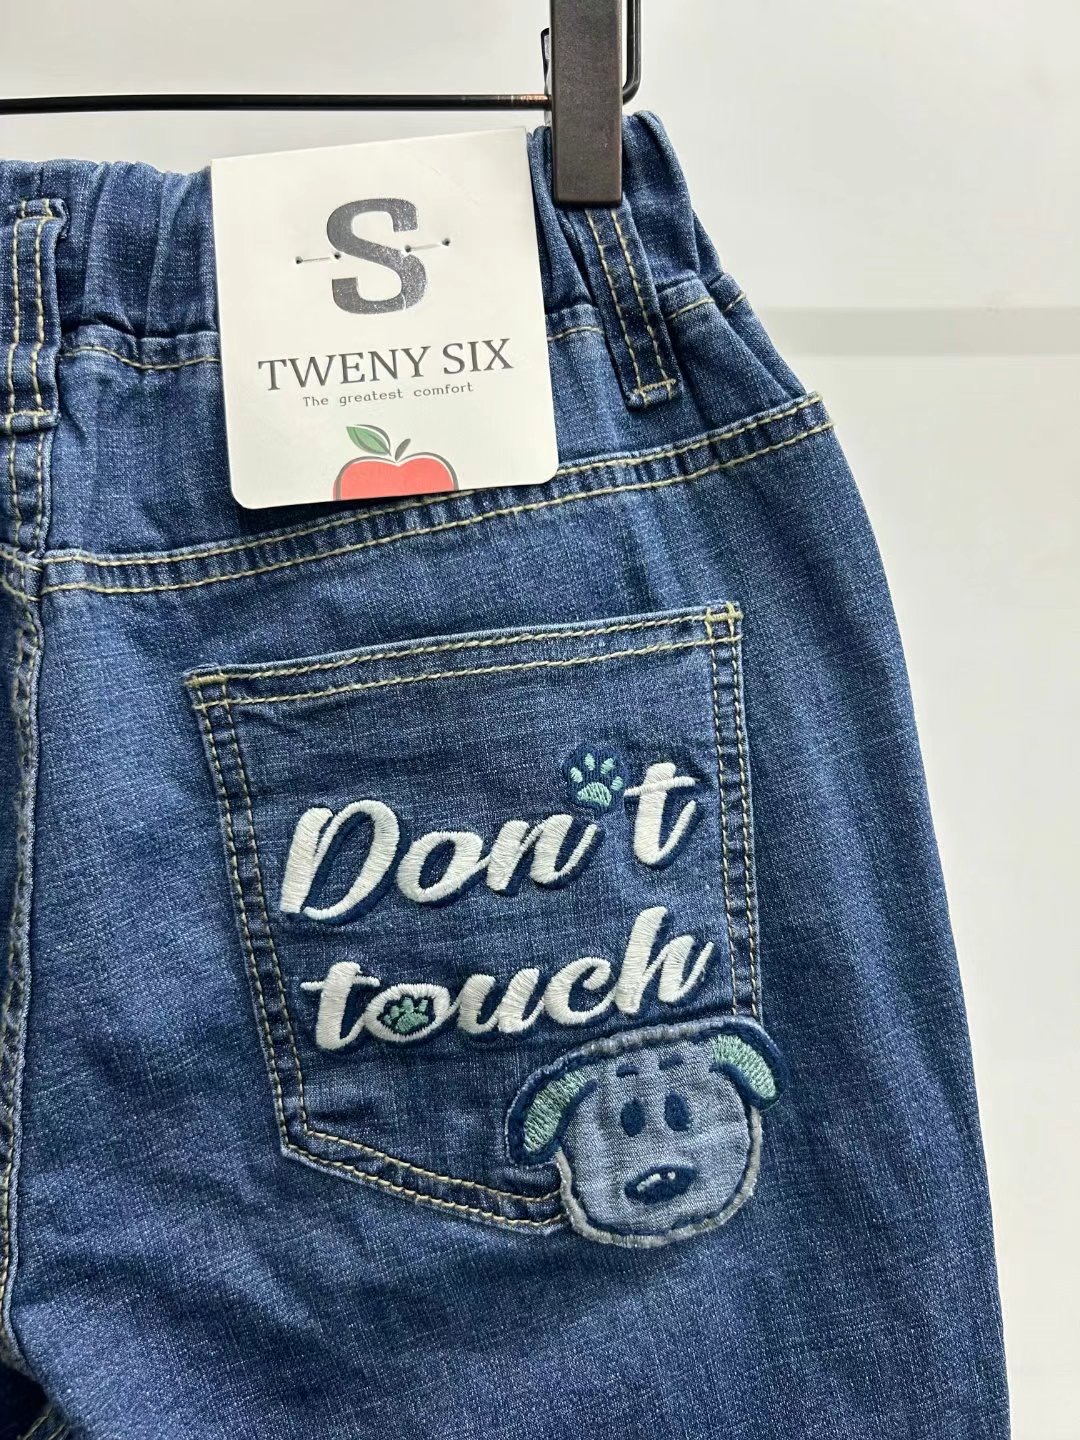 S
TWENY SIX
The greatest comfort
Don't
touch